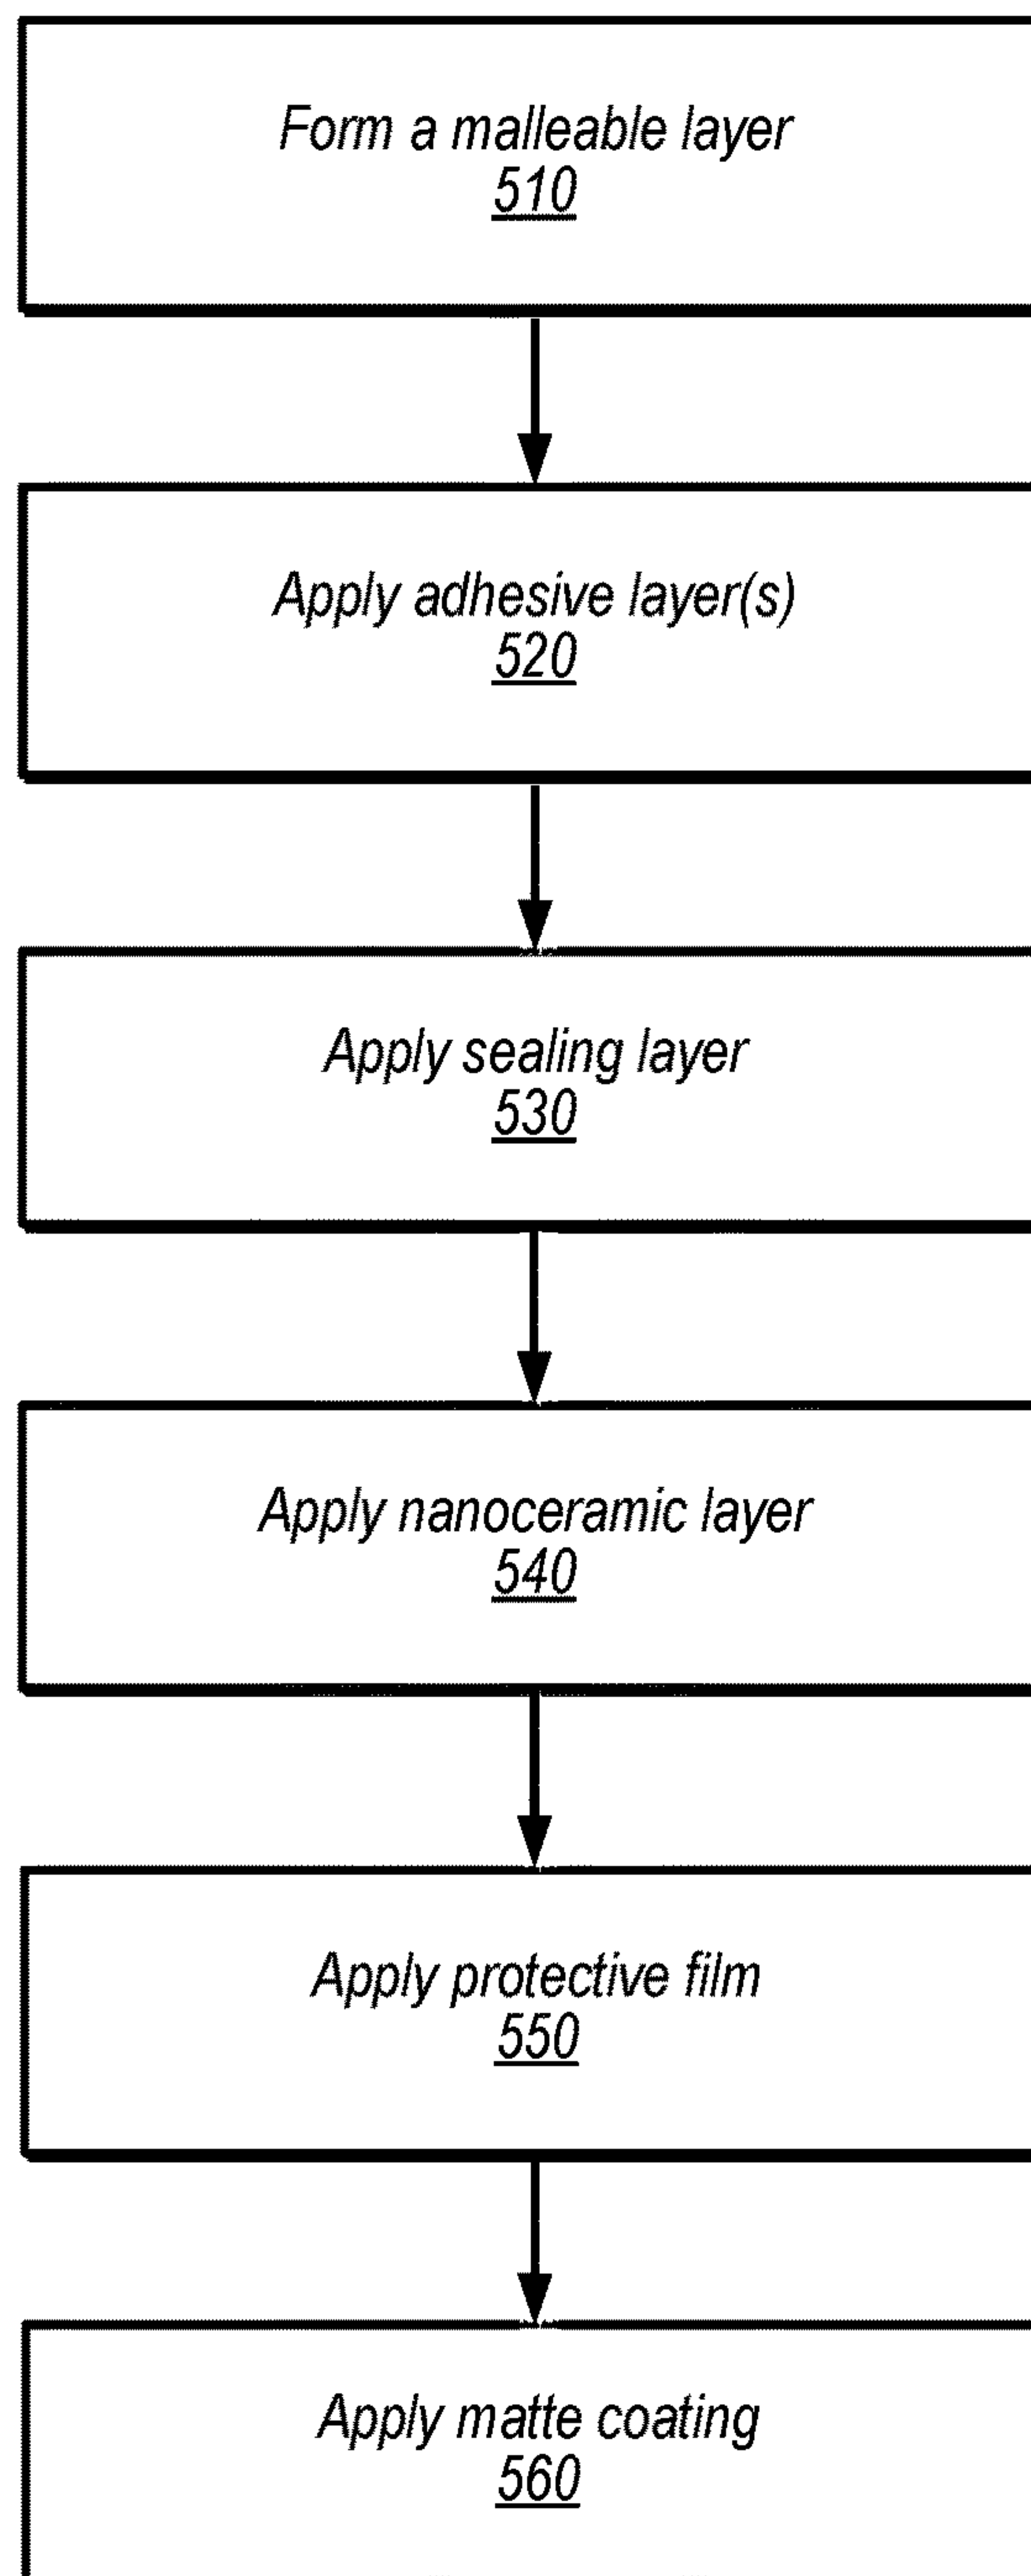 Form a malleable layer
510
Apply adhesive layer(s)
520
Apply sealing layer
530
Apply nanoceramic layer
540
Apply protective film
550
Apply matte coating
560